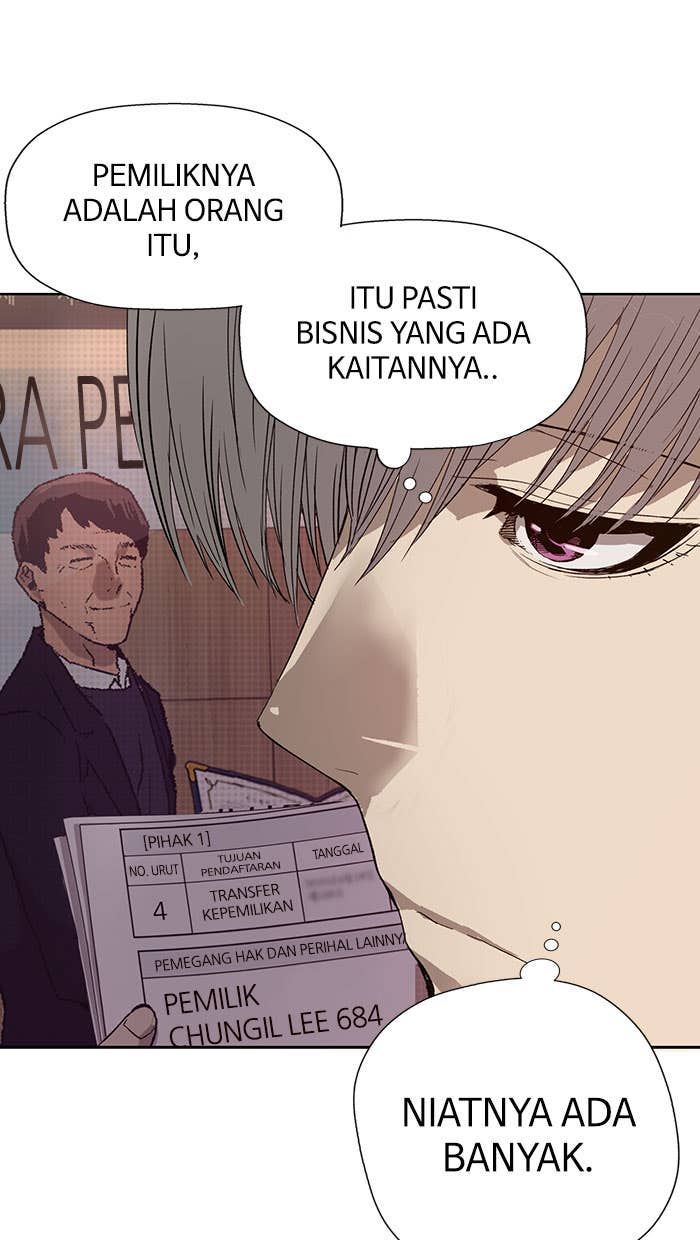 PEMILIKNYA
ADALAH ORANG
ITU,
ITU PASTI
BISNIS YANG ADA
KAITANNYA..
RA PE
[PIHAK 1]
NO. URUT TUJUAN PENDAFTARAN TANGGAL
4 TRANSFER KEPEMILIKAN
PEMEGANG HAK DAN PERIHAL LAINNYA
PEMILIK
CHUNGIL LEE 684
NIATNYA ADA
BANYAK.